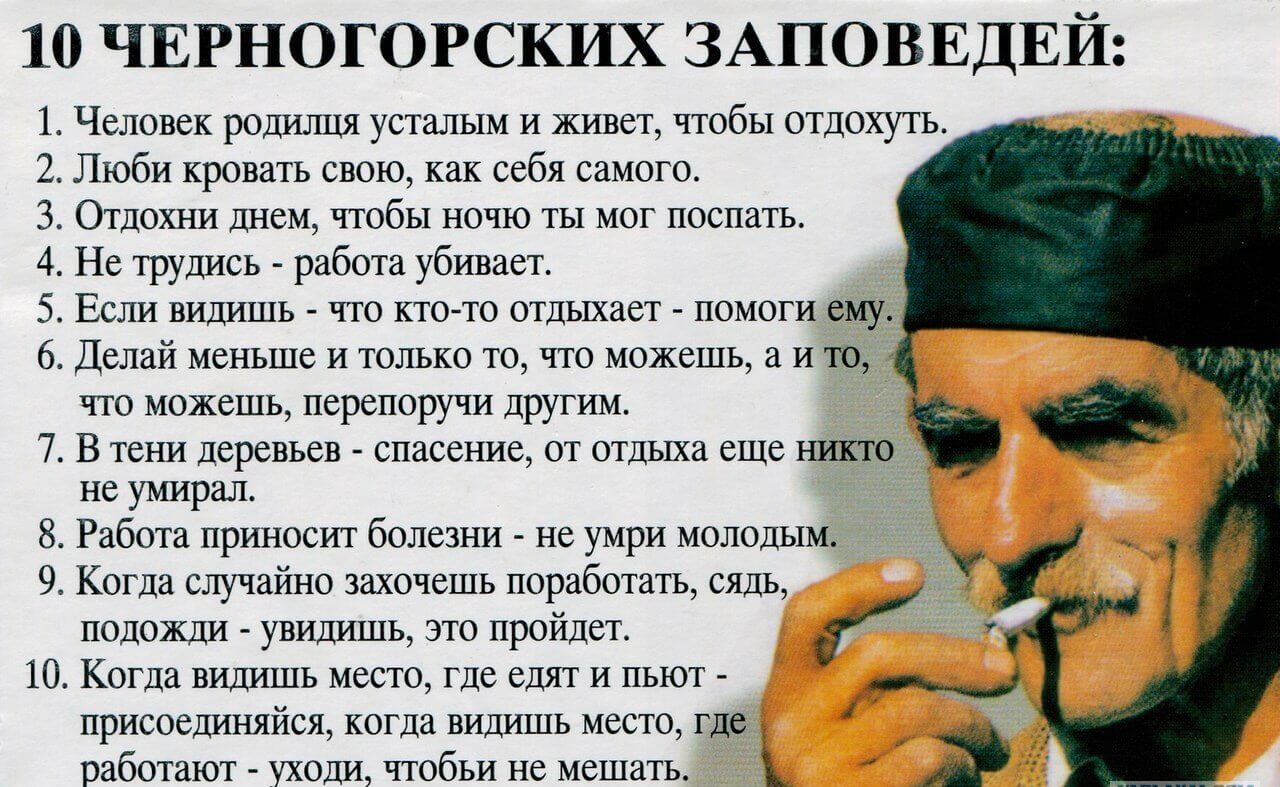 10 ЧЕРНОГОРСКИХ ЗАПОВЕДЕЙ:
1. Человек родилця усталым и живет, чтобы отдохуть.
2. Люби кровать свою, как себя самого.
3. Отдохни днем, чтобы ночю ты мог поспать.
4. Не трудись - работа убивает.
5. Если видишь - что кто-то отдыхает - помоги ему.
6. Делай меньше и только то, что можешь, а и то,
что можешь, перепоручи другим.
7. В тени деревьев - спасение, от отдыха еще никто
не умирал.
8. Работа приносит болезни - не умри молодым.
9. Когда случайно захочешь поработать, сядь,
подожди - увидишь, это пройдет.
10. Когда видишь место, где едят и пьют -
присоединяйся, когда видишь место, где
работают - уходи, чтобьи не мешать.